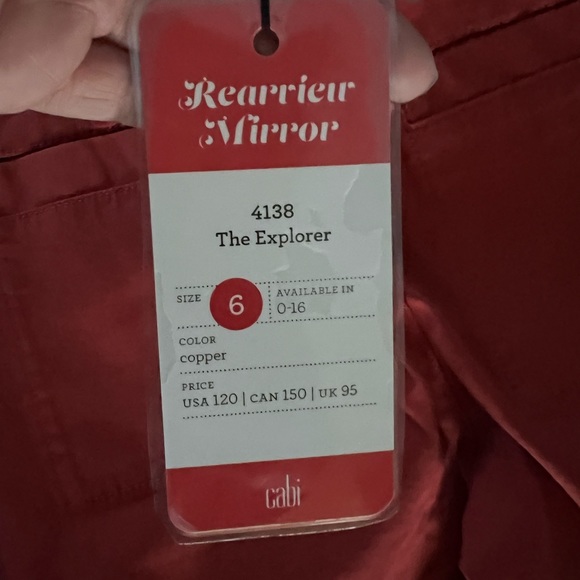 Rearview
Mirror
4138
The Explorer
SIZE 6
AVAILABLE IN
0-16
COLOR
copper
PRICE
USA 120 | CAN 150 | UK 95
cabi